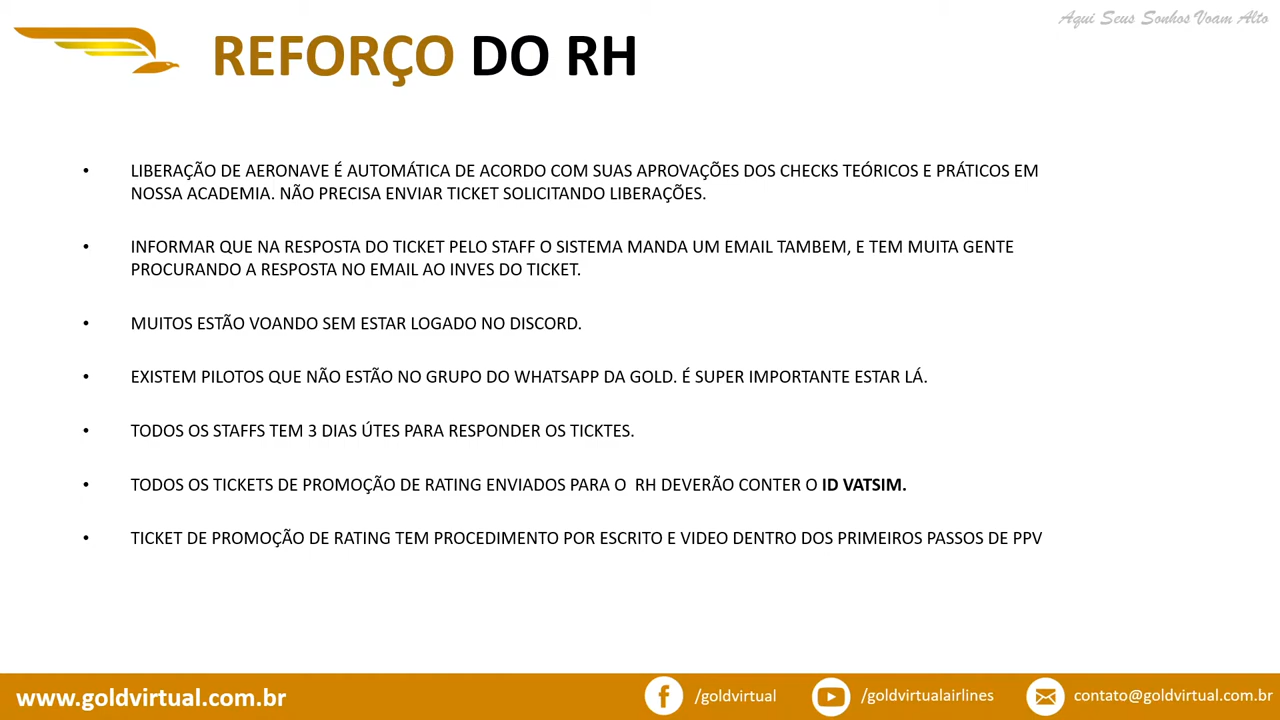 Aqui Seus Sonhos Voam Alto
REFORÇO DO RH
• LIBERAÇÃO DE AERONAVE É AUTOMÁTICA DE ACORDO COM SUAS APROVAÇÕES DOS CHECKS TEÓRICOS E PRÁTICOS EM
NOSSA ACADEMIA. NÃO PRECISA ENVIAR TICKET SOLICITANDO LIBERAÇÕES.
• INFORMAR QUE NA RESPOSTA DO TICKET PELO STAFF O SISTEMA MANDA UM EMAIL TAMBEM, E TEM MUITA GENTE
PROCURANDO A RESPOSTA NO EMAIL AO INVES DO TICKET.
• MUITOS ESTÃO VOANDO SEM ESTAR LOGADO NO DISCORD.
• EXISTEM PILOTOS QUE NÃO ESTÃO NO GRUPO DO WHATSAPP DA GOLD. É SUPER IMPORTANTE ESTAR LÁ.
• TODOS OS STAFFS TEM 3 DIAS ÚTES PARA RESPONDER OS TICKTES.
• TODOS OS TICKETS DE PROMOÇÃO DE RATING ENVIADOS PARA O RH DEVERÃO CONTER O ID VATSIM.
• TICKET DE PROMOÇÃO DE RATING TEM PROCEDIMENTO POR ESCRITO E VIDEO DENTRO DOS PRIMEIROS PASSOS DE PPV
www.goldvirtual.com.br
/goldvirtual
/goldvirtualairlines
contato@goldvirtual.com.br